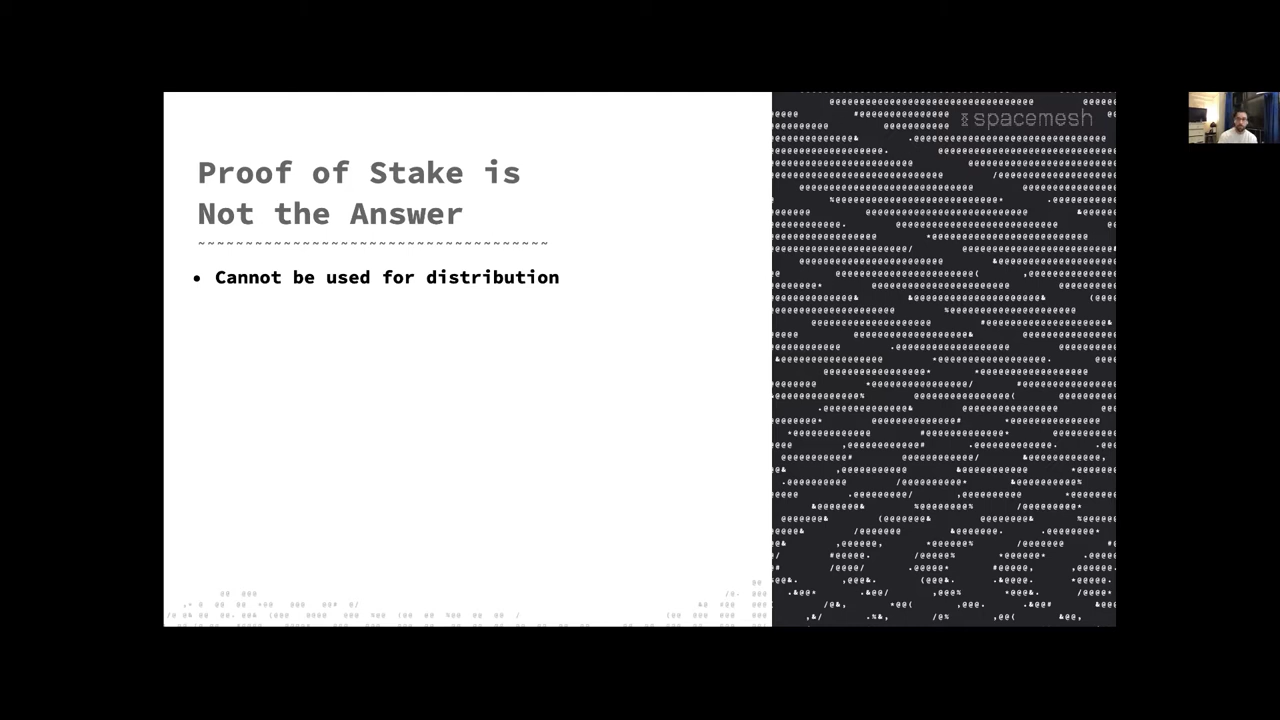 spacemesh
Proof of Stake is
Not the Answer
~~~~~~~~~~~~~~~~~~~~~~~~~~~~~~~~~~~~~
• Cannot be used for distribution